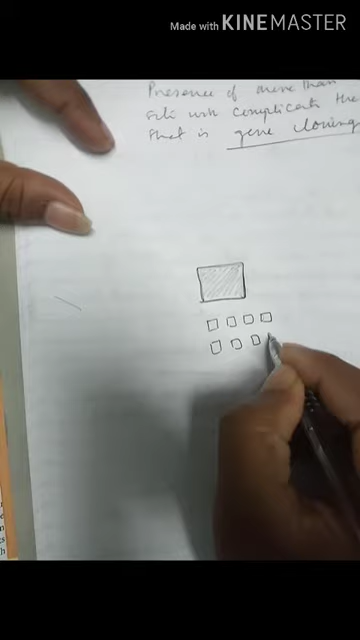 Made with KINEMASTER
Presence of more than
site will complicate the
that is gene cloning